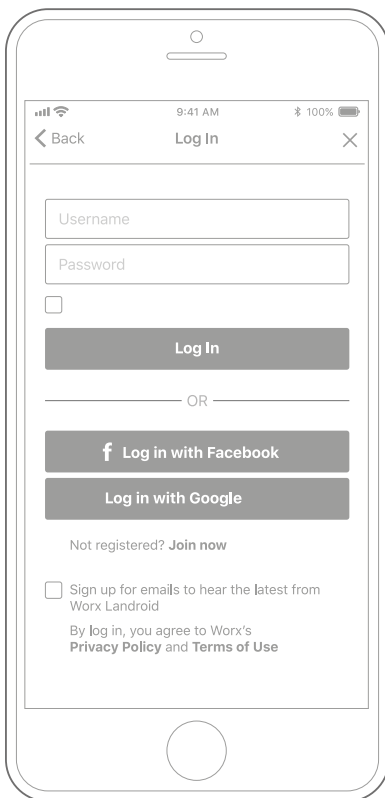 9:41 AM 100%
Back Log In
Username
Password
Log In
OR
f Log in with Facebook
Log in with Google
Not registered? Join now
Sign up for emails to hear the latest from
Worx Landroid
By log in, you agree to Worx's
Privacy Policy and Terms of Use